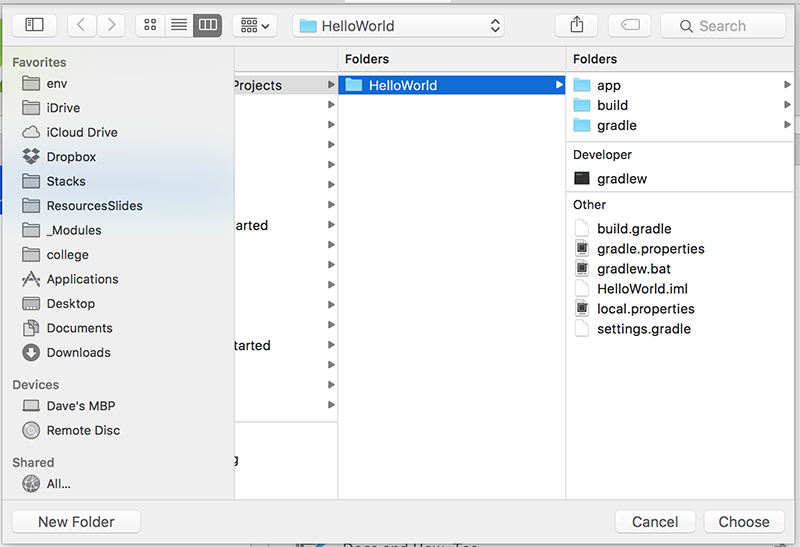 HelloWorld
Search
Favorites
env
iDrive
iCloud Drive
Dropbox
Stacks
ResourcesSlides
_Modules
college
Applications
Desktop
Documents
Downloads
Devices
Dave's MBP
Remote Disc
Shared
All...
Projects
arted
tarted
g
Folders
HelloWorld
Folders
app
build
gradle
Developer
gradlew
Other
build.gradle
gradle.properties
gradlew.bat
HelloWorld.iml
local.properties
settings.gradle
New Folder
Cancel
Choose